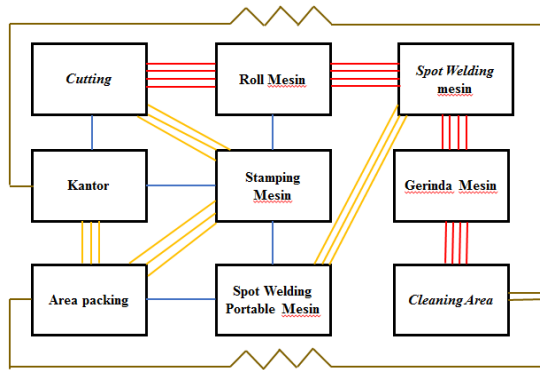 Cutting
Roll Mesin
Spot Welding
mesin
Kantor
Stamping
Mesin
Gerinda Mesin
Area packing
Spot Welding
Portable Mesin
Cleaning Area